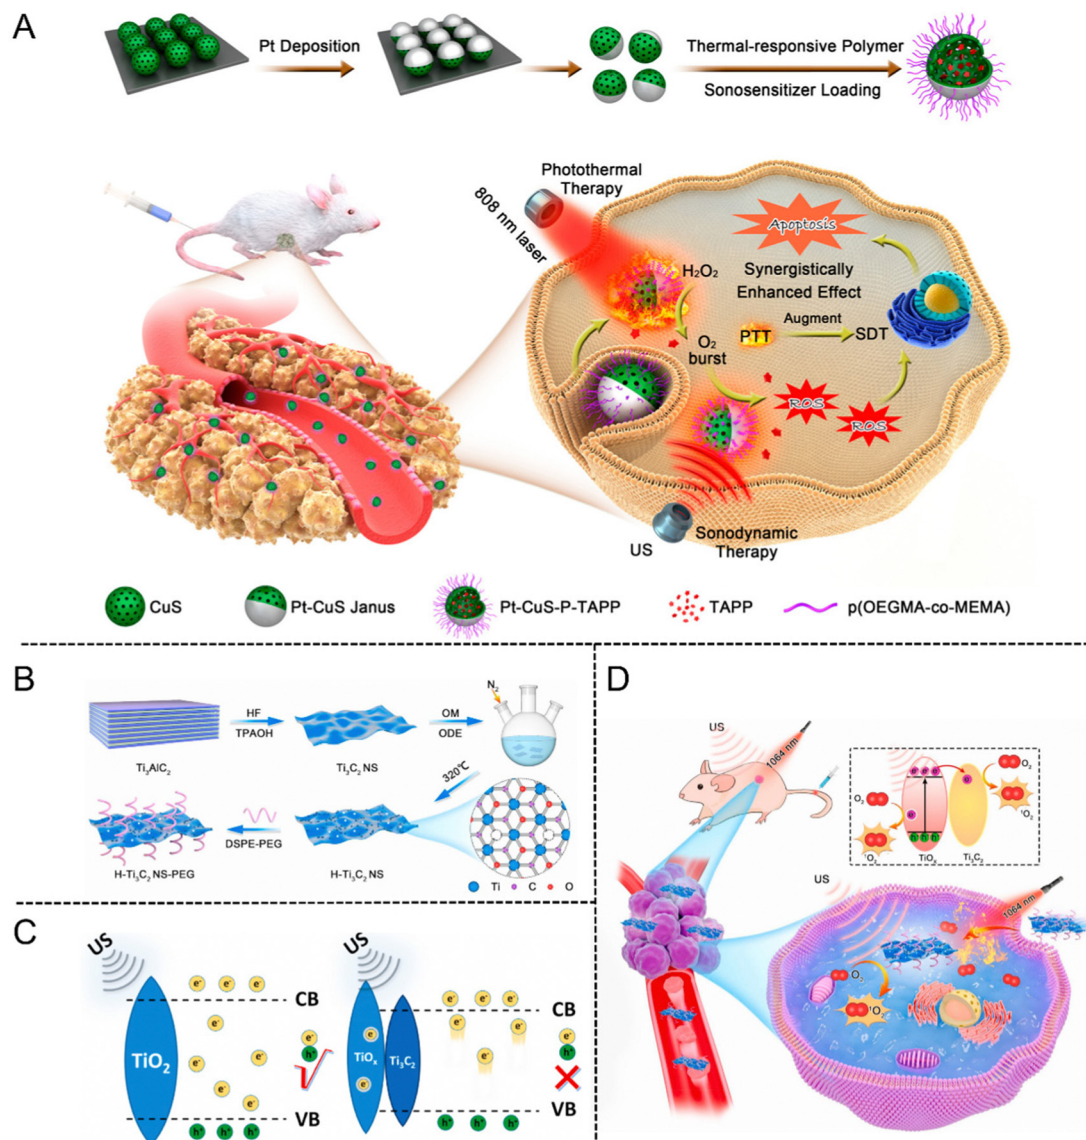 A
Pt Deposition
Thermal-responsive Polymer
Sonosensitizer Loading
Photothermal
Therapy
808 nm laser
Apoptosis
H₂O₂
Synergistically
Enhanced Effect
Augment
PTT
SDT
O₂
burst
ROS
ROS
US
Sonodynamic
Therapy
CuS
Pt-CuS Janus
Pt-CuS-P-TAPP
TAPP
p(OEGMA-co-MEMA)
B
HF
TPAOH
OM
ODE
N₂
Ti₃AlC₂
Ti₃C₂ NS
320℃
DSPE-PEG
H-Ti₃C₂ NS-PEG
H-Ti₃C₂ NS
Ti C O
C
US
US
e⁻ e⁻ e⁻
CB
e⁻ e⁻ e⁻
CB
e⁻
e⁻
e⁻
h⁺
e⁻
e⁻
h⁺
TiO₂
TiOₓ
Ti₃C₂
e⁻
e⁻
e⁻
e⁻
e⁻
VB
VB
h⁺ h⁺ h⁺
h⁺ h⁺ h⁺
D
US
1064 nm
O₂
¹O₂
O₂
¹O₂
TiOₓ
Ti₃C₂
US
1064 nm
O₂
¹O₂